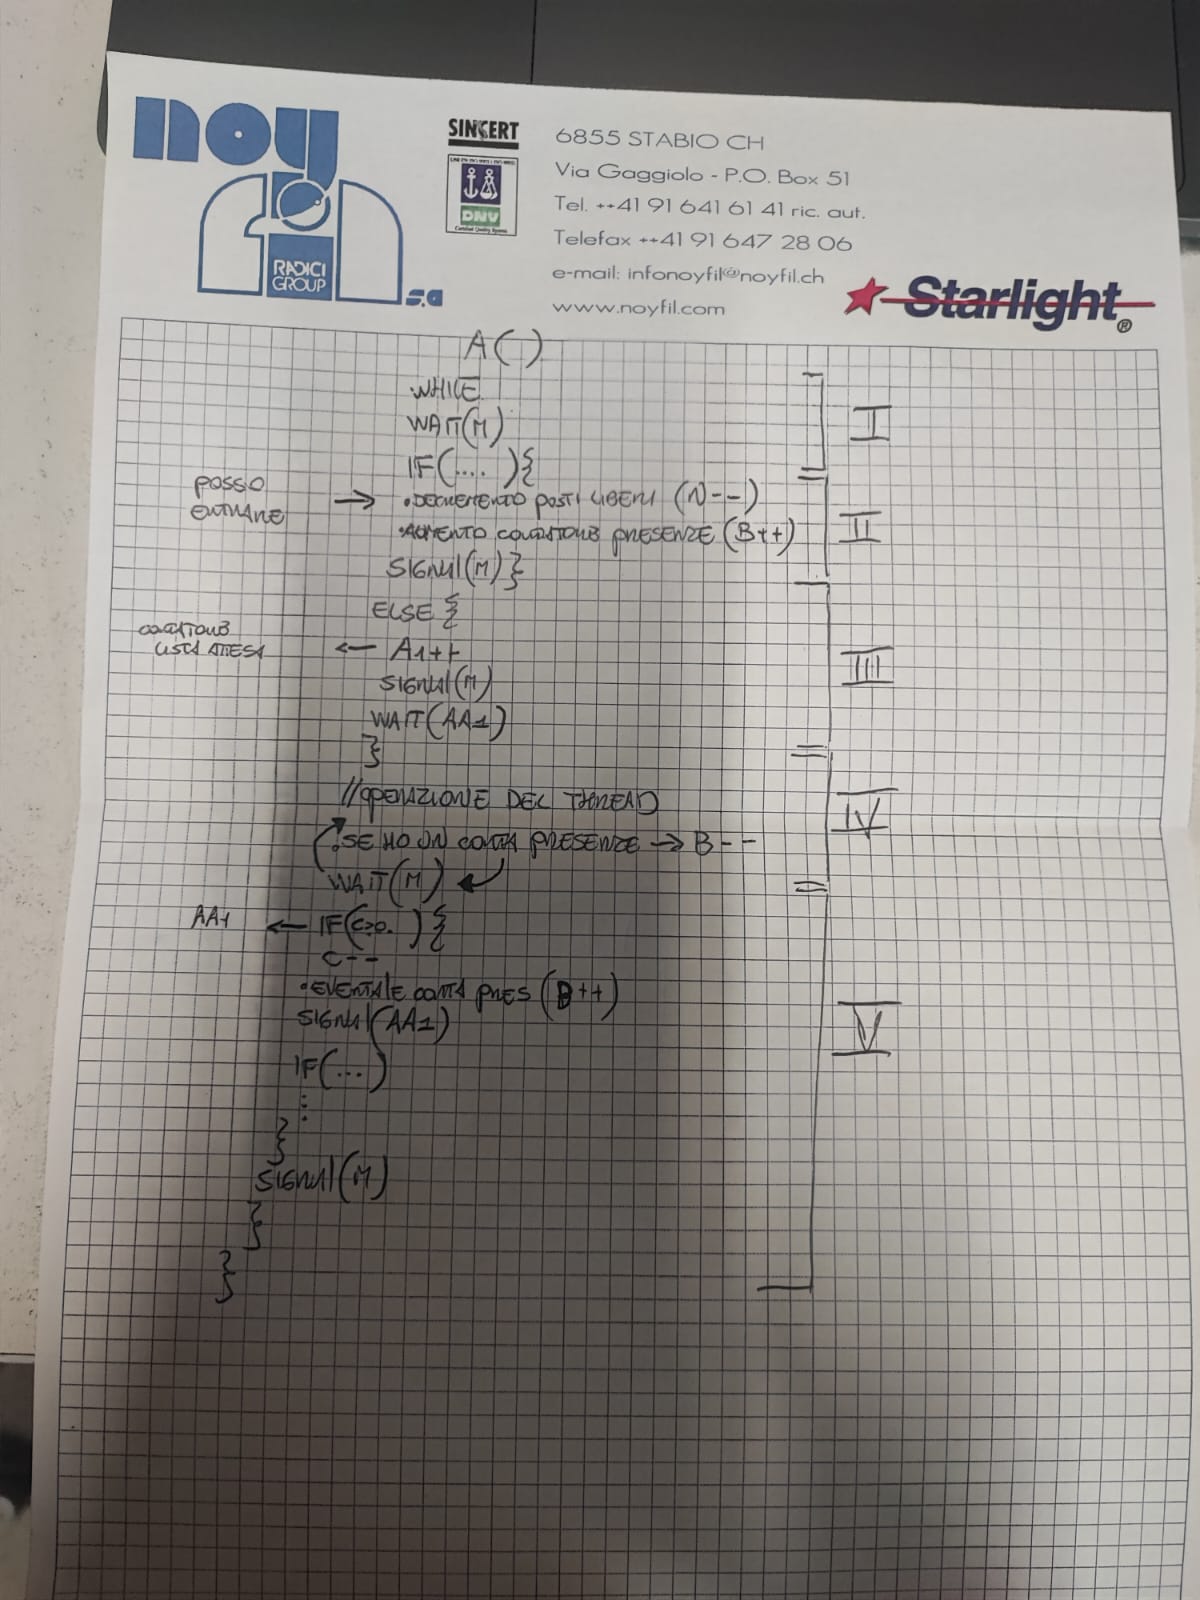 noy
RADICI
GROUP
s.a
SINCERT
DNV
6855 STABIO CH
Via Gaggiolo - P.O. Box 51
Tel. ++41 91 641 61 41 ric. aut.
Telefax ++41 91 647 28 06
e-mail: infonoyfil@noyfil.ch
www.noyfil.com
Starlight®
A( )
WHILE
WAIT(M)
I
IF(.... ){
POSSO
ENTRARE
→ •DECREMENTO POSTI LIBERI (N--)
•AUMENTO CONTATORE PRESENZE (B++)
II
SIGNAL(M)}
ELSE {
CONTATORE
LISTA ATTESA
← A1++
III
SIGNAL(M)
WAIT(AA1)
}
//OPERAZIONE DEL THREAD
IV
•SE HO UN CONTA PRESENZE → B--
WAIT(M)
AA1 ← IF(C>0. ){
C--
•EVENTALE CONTA PRES (B++)
SIGNAL(AA1)
V
IF(...)
⋮
}
SIGNAL(M)
}
}